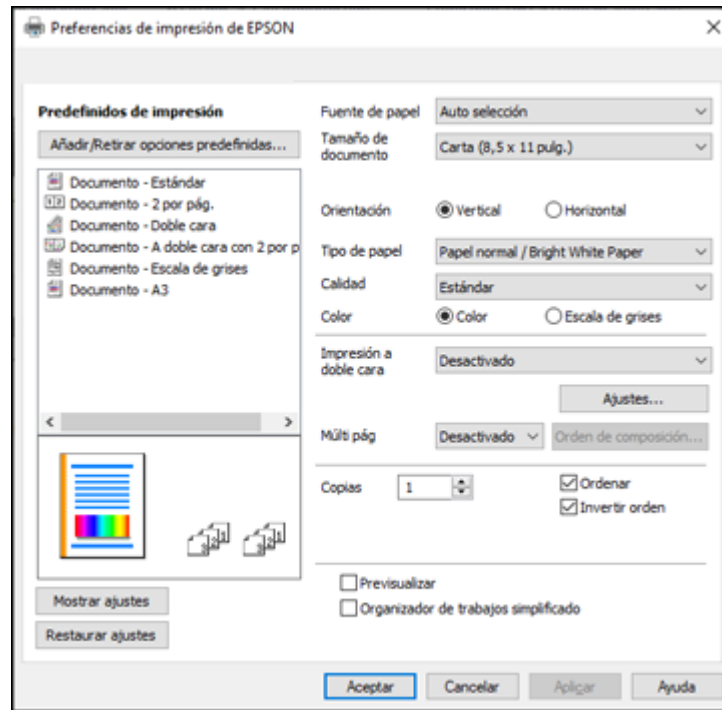 Preferencias de impresión de EPSON
Predefinidos de impresión
Añadir/Retirar opciones predefinidas...
Documento - Estándar
Documento - 2 por pág.
Documento - Doble cara
Documento - A doble cara con 2 por p
Documento - Escala de grises
Documento - A3
Mostrar ajustes
Restaurar ajustes
Fuente de papel Auto selección
Tamaño de
documento Carta (8,5 x 11 pulg.)
Orientación Vertical Horizontal
Tipo de papel Papel normal / Bright White Paper
Calidad Estándar
Color Color Escala de grises
Impresión a
doble cara Desactivado
Ajustes...
Múlti pág Desactivado Orden de composición...
Copias 1 Ordenar
Invertir orden
Previsualizar
Organizador de trabajos simplificado
Aceptar Cancelar Aplicar Ayuda